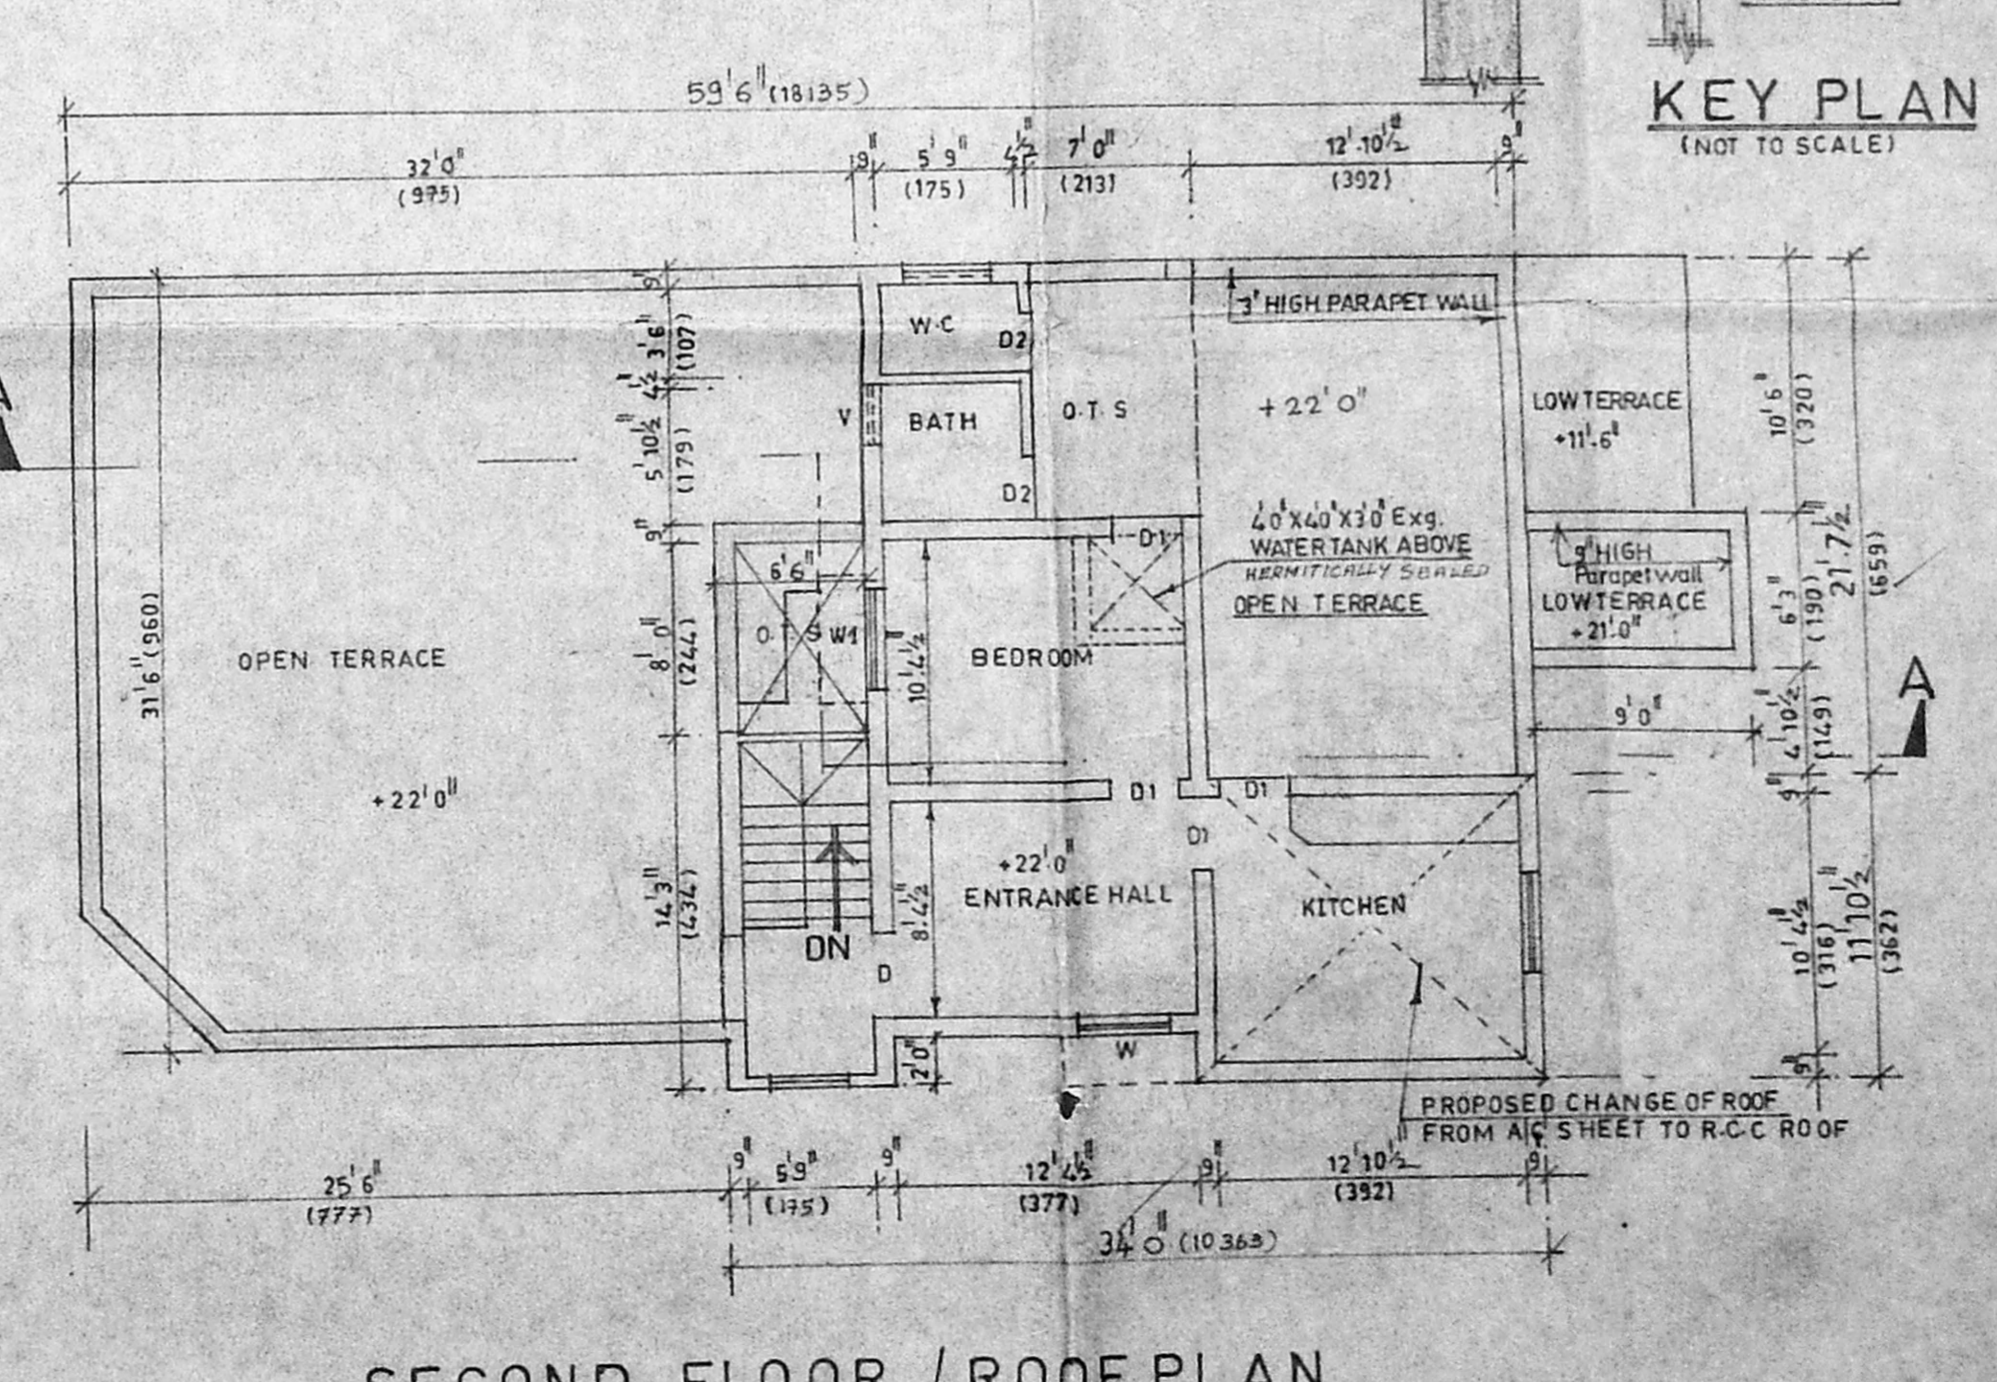 59'6"(18135)
KEY PLAN
(NOT TO SCALE)
32'0"
(975)
9"
5'9"
(175)
4½"
7'0"
(213)
12'.10½"
(392)
9"
9"
3'6"
(107)
4½"
5'10½"
(179)
9"
8'0"
(244)
14'3"
(434)
W.C
D2
3' HIGH PARAPET WALL
V
BATH
D2
O.T.S
+22'0"
LOW TERRACE
+11'.6"
10'6"
(320)
21'.7½"
(659)
6'3"
(190)
4'10½"
(149)
9"
10'4½"
(316)
11'10½"
(362)
9"
6'6"
O.T.S
W1
D1
4'0"X4'0"X3'0" Exg.
WATER TANK ABOVE
HERMITICALLY SEALED
OPEN TERRACE
9" HIGH
Parapet wall
LOW TERRACE
+21'.0"
9'0"
A
31'6"(960)
OPEN TERRACE
+22'0"
10'.4½"
BEDROOM
D1
D1
D1
8'.4½"
+22'.0"
ENTRANCE HALL
KITCHEN
DN
D
2'0"
W
PROPOSED CHANGE OF ROOF
FROM A/C SHEET TO R.C.C ROOF
25'6"
(777)
9"
5'9"
(175)
9"
12'4½"
(377)
9"
12'10½"
(392)
9"
34'0" (10363)
SECOND FLOOR / ROOF PLAN